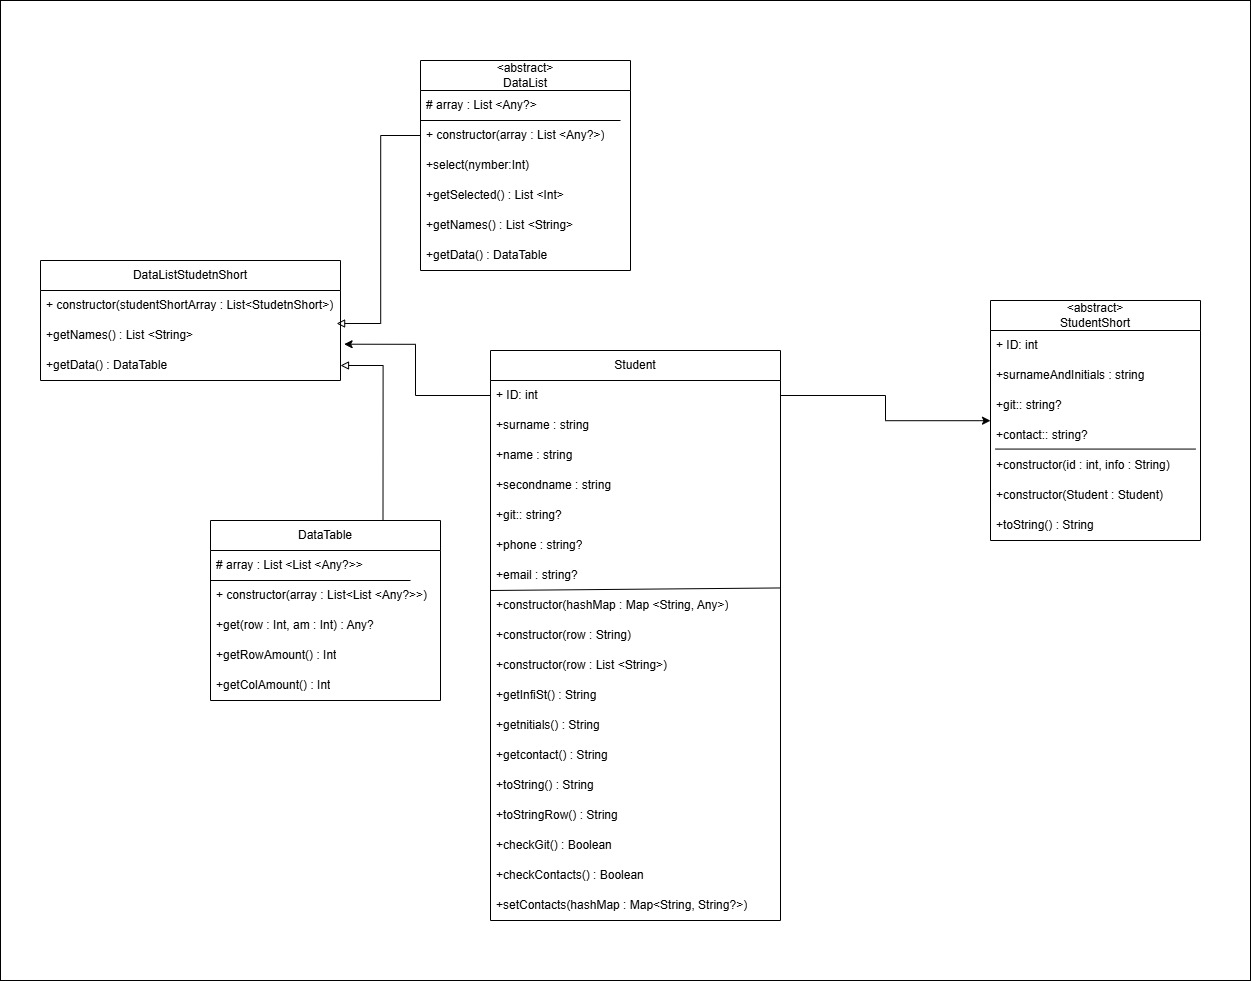 <abstract>
DataList
# array : List <Any?>
+ constructor(array : List <Any?>)
+select(nymber:Int)
+getSelected() : List <Int>
+getNames() : List <String>
+getData() : DataTable
DataListStudetnShort
+ constructor(studentShortArray : List<StudetnShort>)
+getNames() : List <String>
+getData() : DataTable
<abstract>
StudentShort
+ ID: int
+surnameAndInitials : string
+git:: string?
+contact:: string?
+constructor(id : int, info : String)
+constructor(Student : Student)
+toString() : String
Student
+ ID: int
+surname : string
+name : string
+secondname : string
+git:: string?
+phone : string?
+email : string?
+constructor(hashMap : Map <String, Any>)
+constructor(row : String)
+constructor(row : List <String>)
+getInfiSt() : String
+getnitials() : String
+getcontact() : String
+toString() : String
+toStringRow() : String
+checkGit() : Boolean
+checkContacts() : Boolean
+setContacts(hashMap : Map<String, String?>)
DataTable
# array : List <List <Any?>>
+ constructor(array : List<List <Any?>>)
+get(row : Int, am : Int) : Any?
+getRowAmount() : Int
+getColAmount() : Int